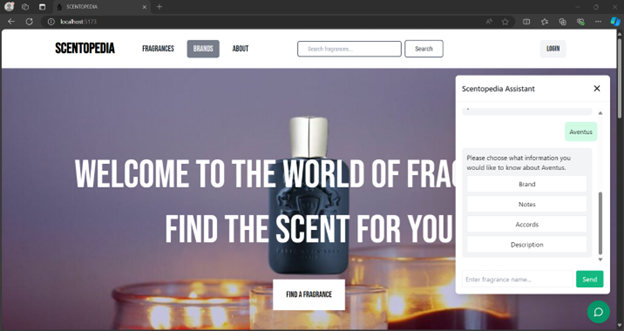 SCENTOPEDIA
localhost:5173
SCENTOPEDIA
FRAGRANCES
BRANDS
ABOUT
Search fragrances...
Search
LOGIN
WELCOME TO THE WORLD OF FRAG
FIND THE SCENT FOR YOU
FIND A FRAGRANCE
Scentopedia Assistant
Aventus
Please choose what information you
would like to know about Aventus.
Brand
Notes
Accords
Description
Enter fragrance name...
Send